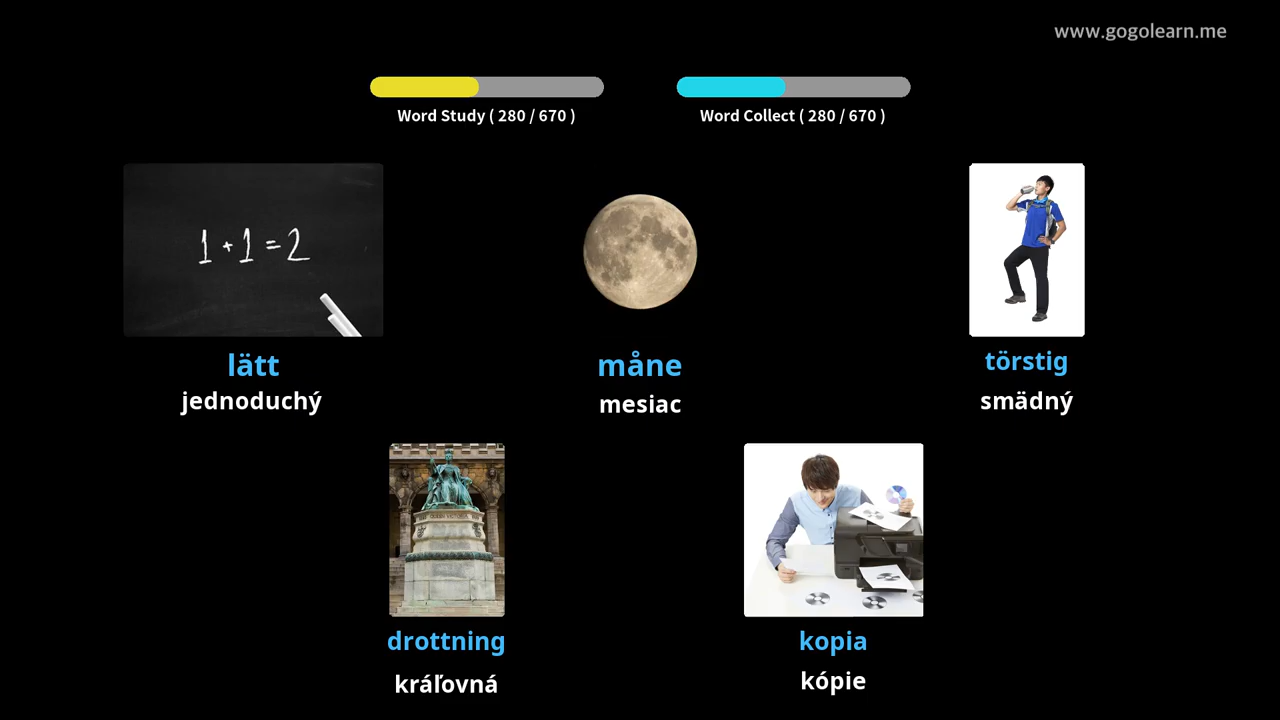 www.gogolearn.me
Word Study ( 280 / 670 )
Word Collect ( 280 / 670 )
1 + 1 = 2
lätt
jednoduchý
måne
mesiac
törstig
smädný
drottning
kráľovná
kopia
kópie